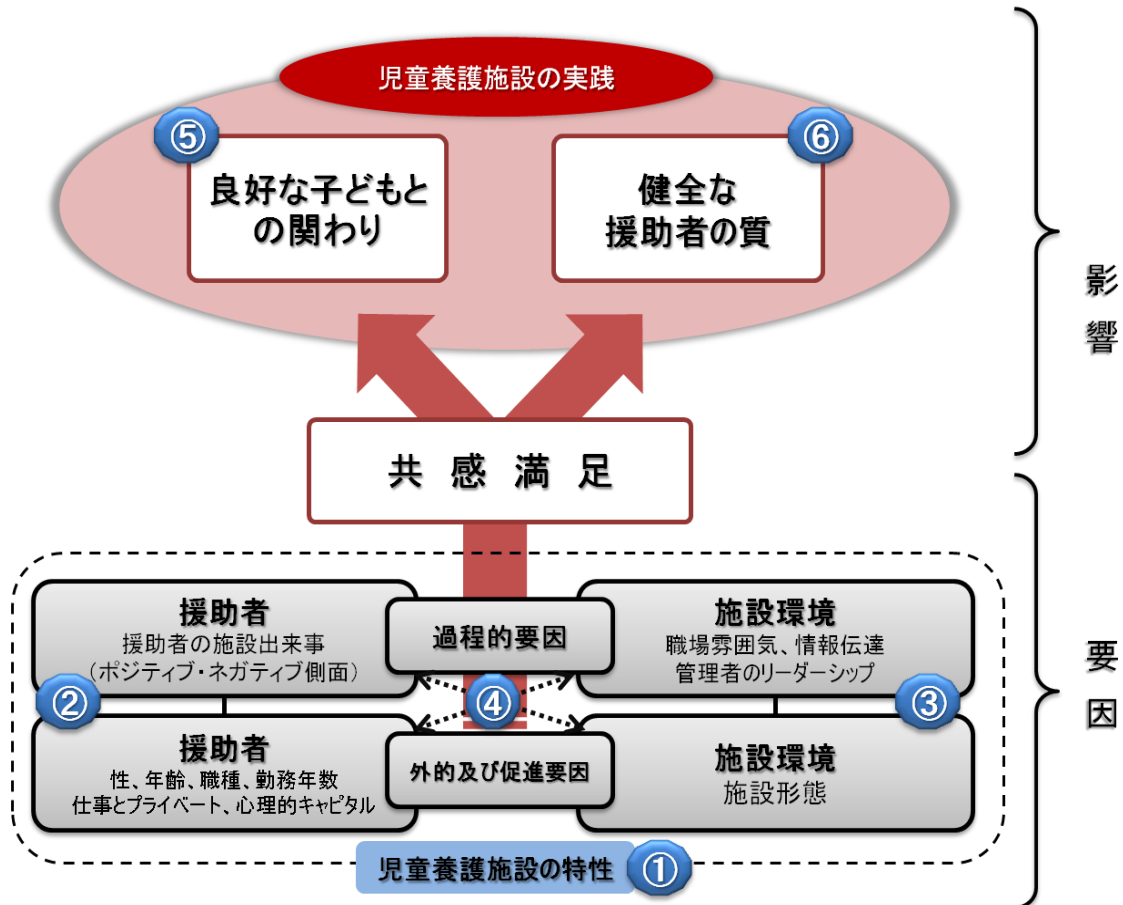 児童養護施設の実践
⑤
良好な子どもと
の関わり
⑥
健全な
援助者の質
影
響
共感満足
援助者
援助者の施設出来事
（ポジティブ・ネガティブ側面）
過程的要因
施設環境
職場雰囲気、情報伝達
管理者のリーダーシップ
②
④
③
援助者
性、年齢、職種、勤務年数
仕事とプライベート、心理的キャピタル
外的及び促進要因
施設環境
施設形態
要
因
児童養護施設の特性
①